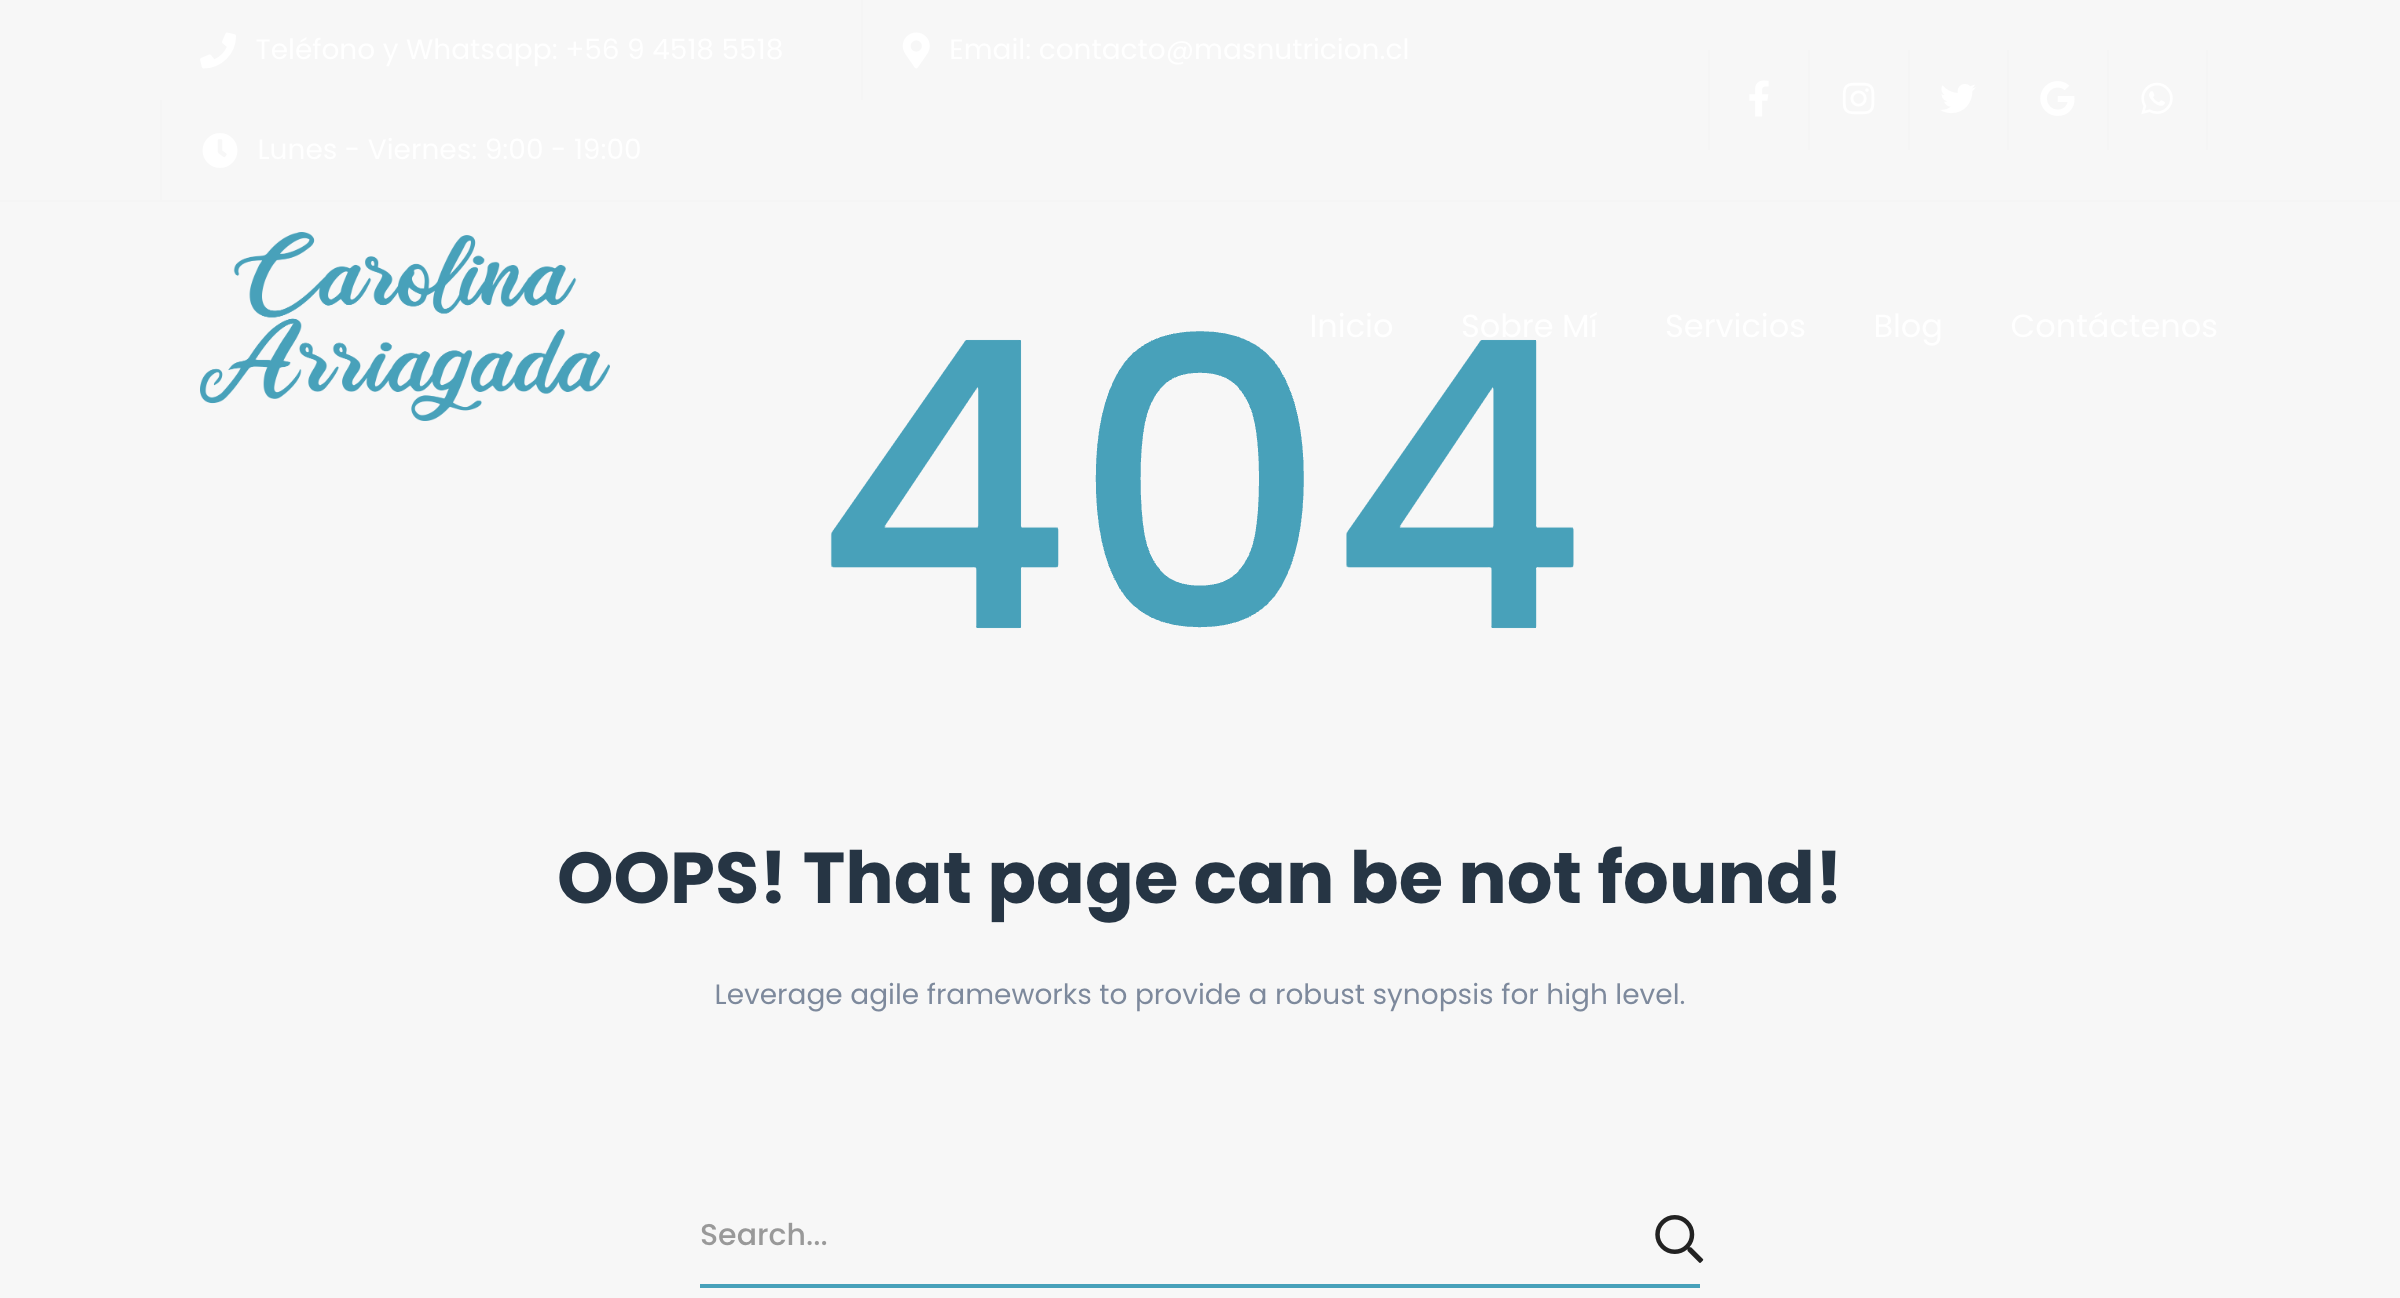 Teléfono y Whatsapp: +56 9 4518 5518
Email: contacto@masnutricion.cl
Lunes - Viernes: 9:00 - 19:00
Carolina
Arriagada
Inicio Sobre Mí Servicios Blog Contáctenos
404
OOPS! That page can be not found!
Leverage agile frameworks to provide a robust synopsis for high level.
Search...